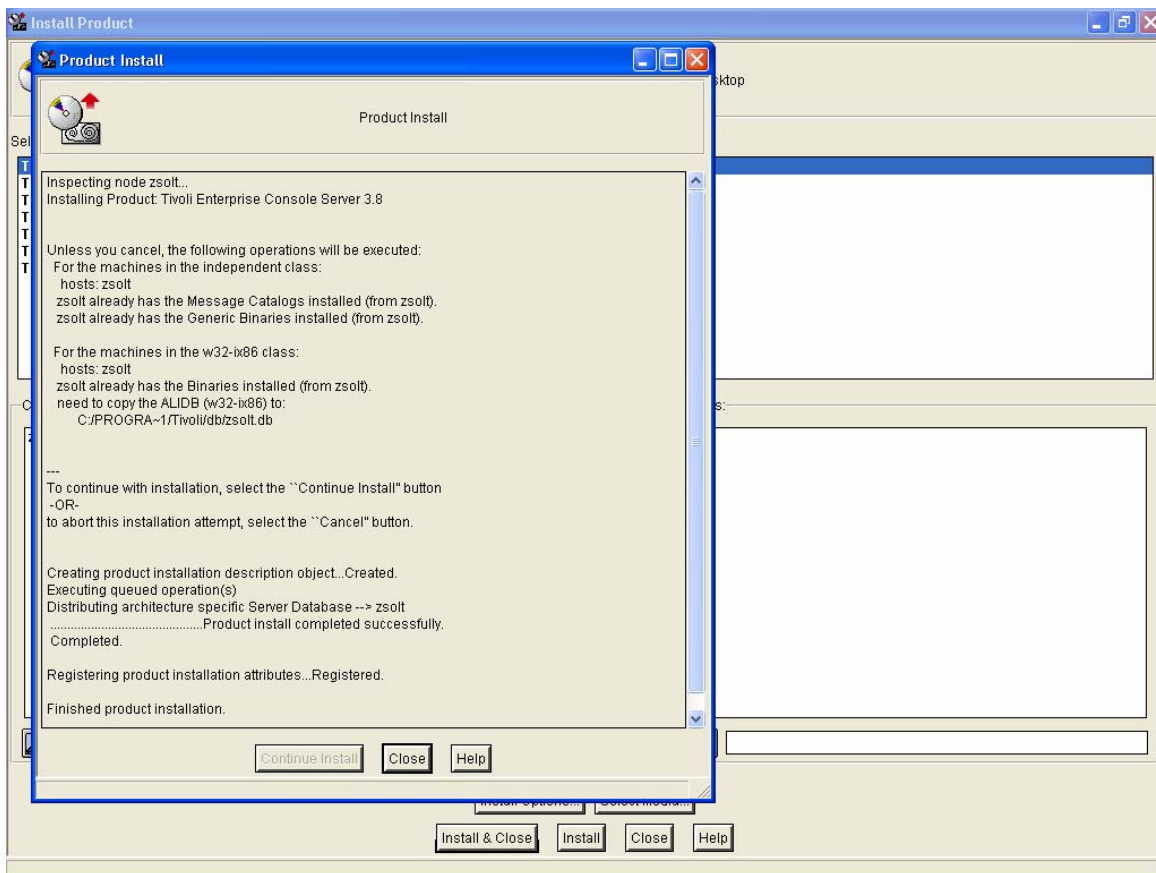 Install Product
Product Install
Product Install
Inspecting node zsolt...
Installing Product: Tivoli Enterprise Console Server 3.8
Unless you cancel, the following operations will be executed:
For the machines in the independent class:
hosts: zsolt
zsolt already has the Message Catalogs installed (from zsolt).
zsolt already has the Generic Binaries installed (from zsolt).
For the machines in the w32-ix86 class:
hosts: zsolt
zsolt already has the Binaries installed (from zsolt).
need to copy the ALIDB (w32-ix86) to:
C:/PROGRA~1/Tivoli/db/zsolt.db
---
To continue with installation, select the ``Continue Install'' button
-OR-
to abort this installation attempt, select the ``Cancel'' button.
Creating product installation description object...Created.
Executing queued operation(s)
Distributing architecture specific Server Database --> zsolt
..............................................Product install completed successfully.
Completed.
Registering product installation attributes...Registered.
Finished product installation.
Continue Install Close Help
Install Options... Select Media...
Install & Close Install Close Help